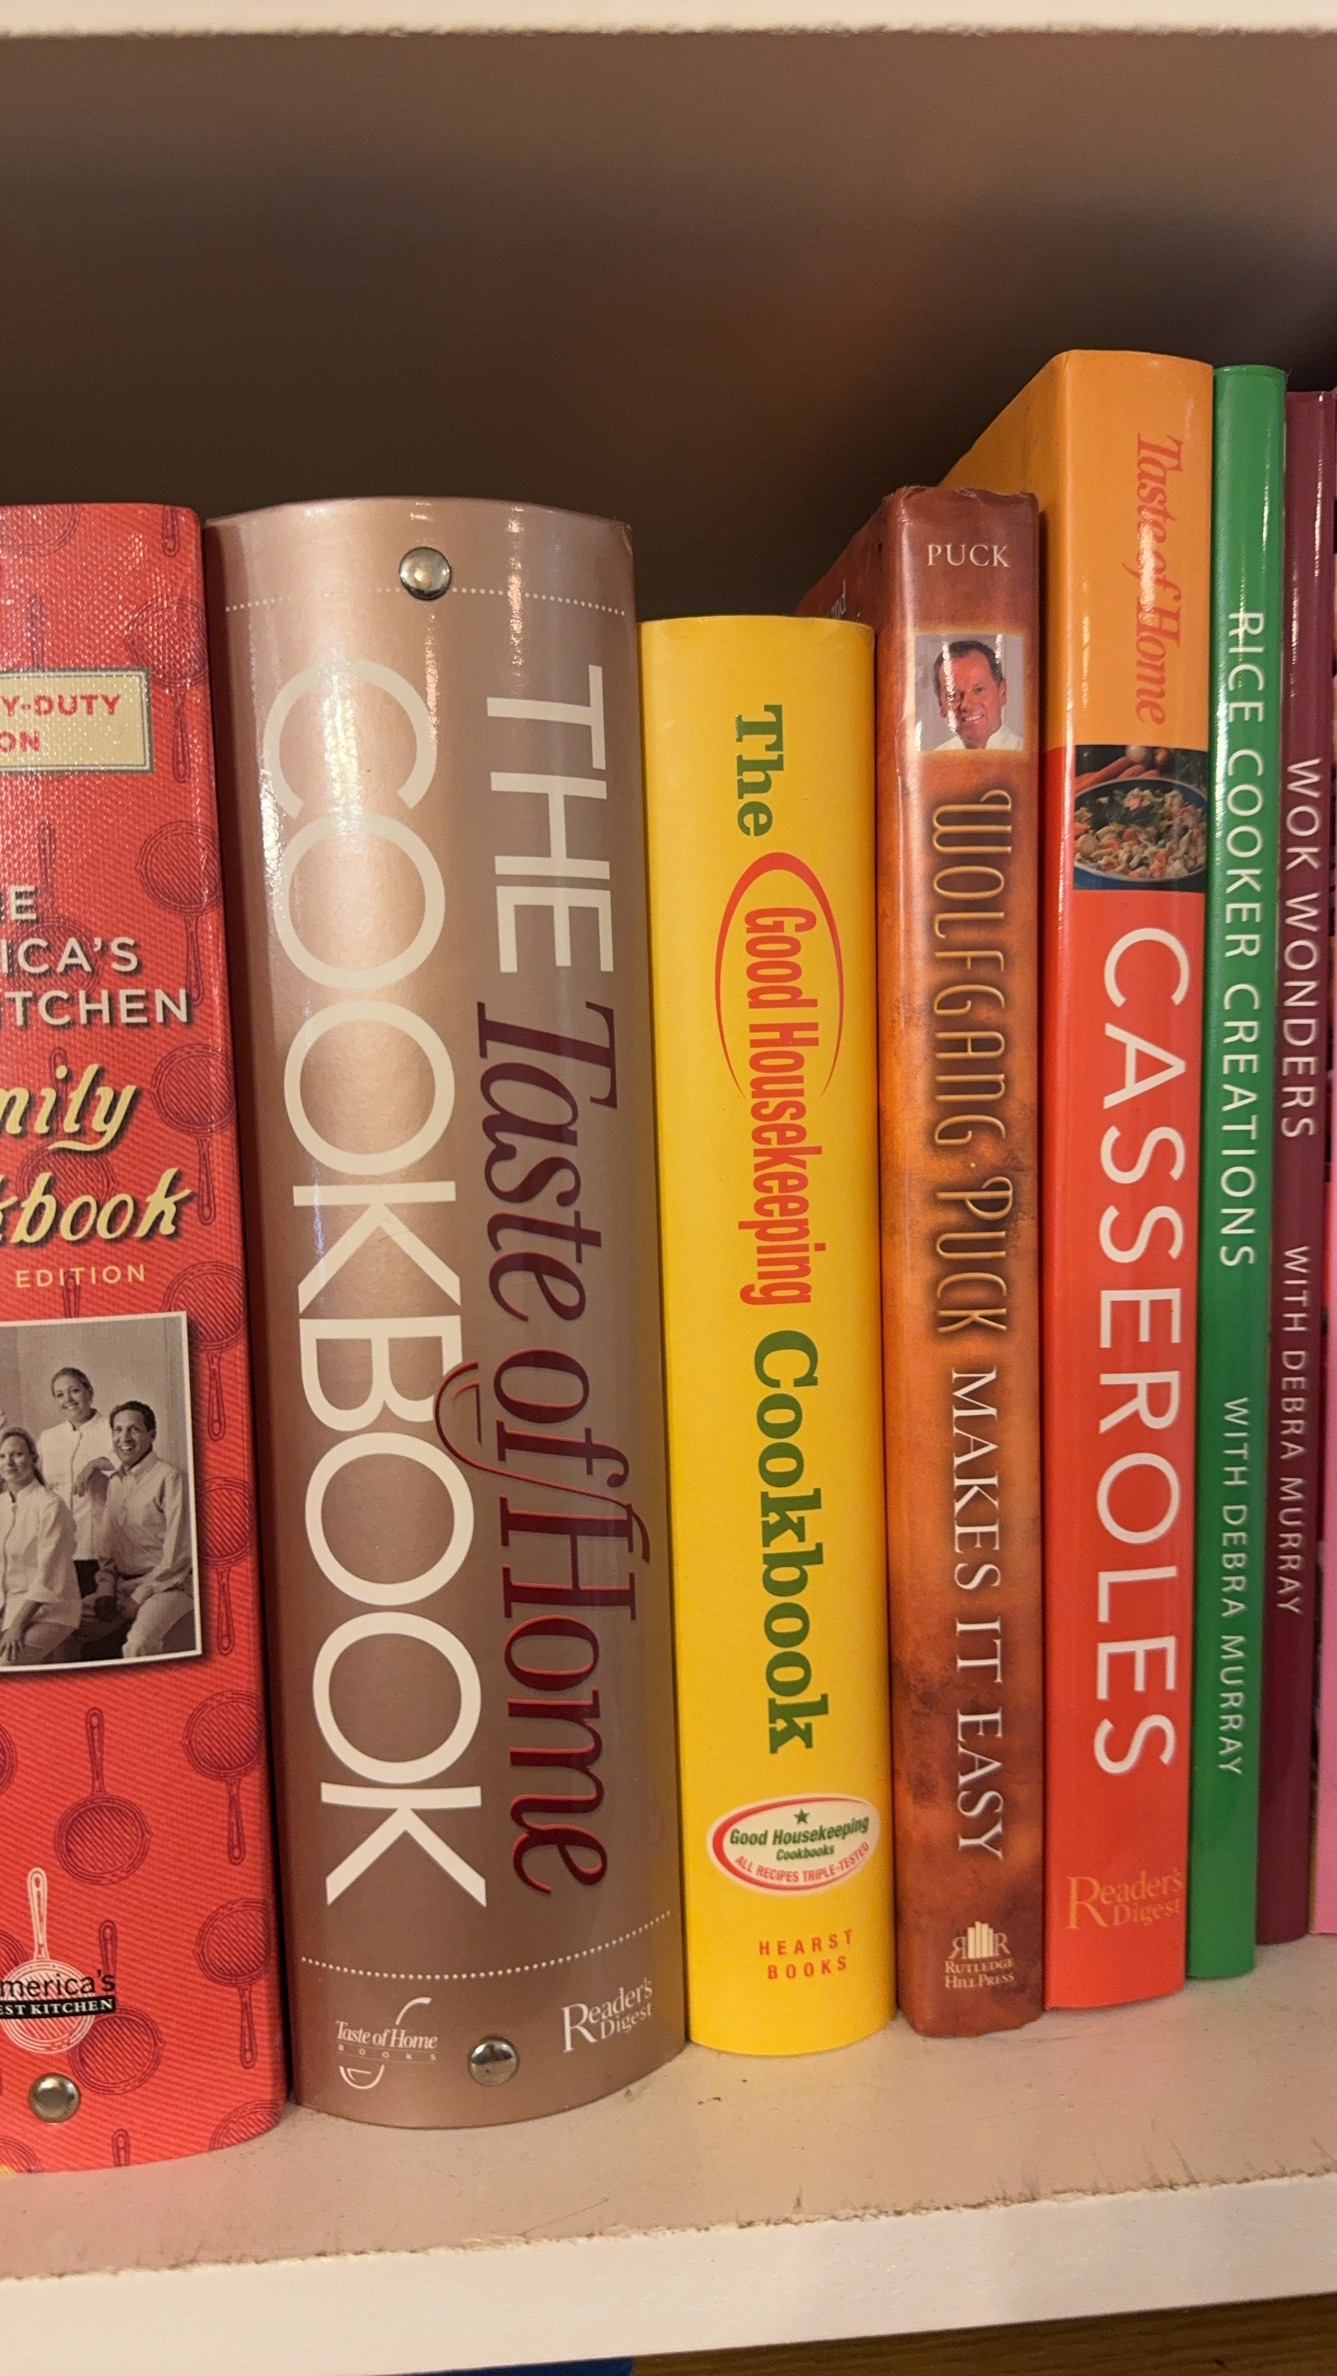 Y-DUTY
ON
E
ICA'S
TCHEN
mily
kbook
EDITION
merica's
EST KITCHEN
THE Taste of Home
COOKBOOK
Taste of Home
BOOKS
Reader's
Digest
The Good Housekeeping Cookbook
Good Housekeeping
Cookbooks
ALL RECIPES TRIPLE-TESTED
HEARST
BOOKS
and
PUCK
WOLFGANG PUCK MAKES IT EASY
RUTLEDGE
HILL PRESS
Taste of Home
CASSEROLES
Reader's
Digest
RICE COOKER CREATIONS WITH DEBRA MURRAY
WOK WONDERS WITH DEBRA MURRAY